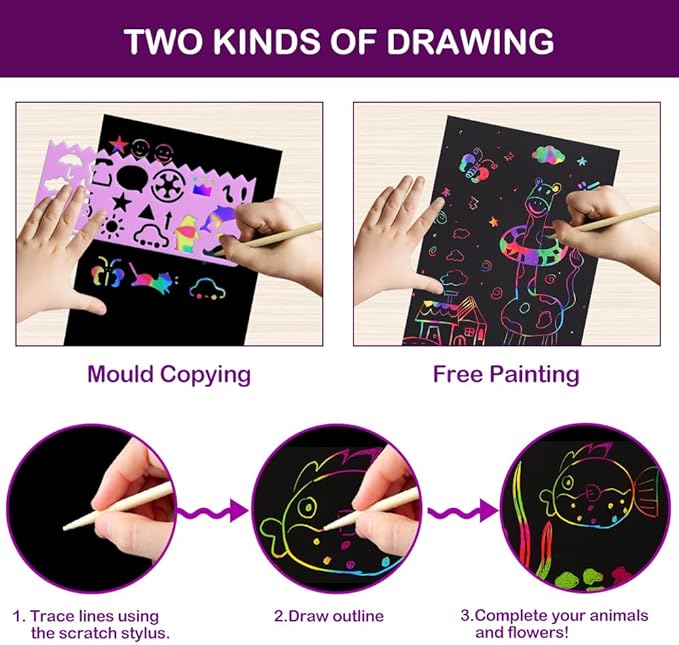 TWO KINDS OF DRAWING
Mould Copying
Free Painting
1. Trace lines using
the scratch stylus.
2.Draw outline
3.Complete your animals
and flowers!